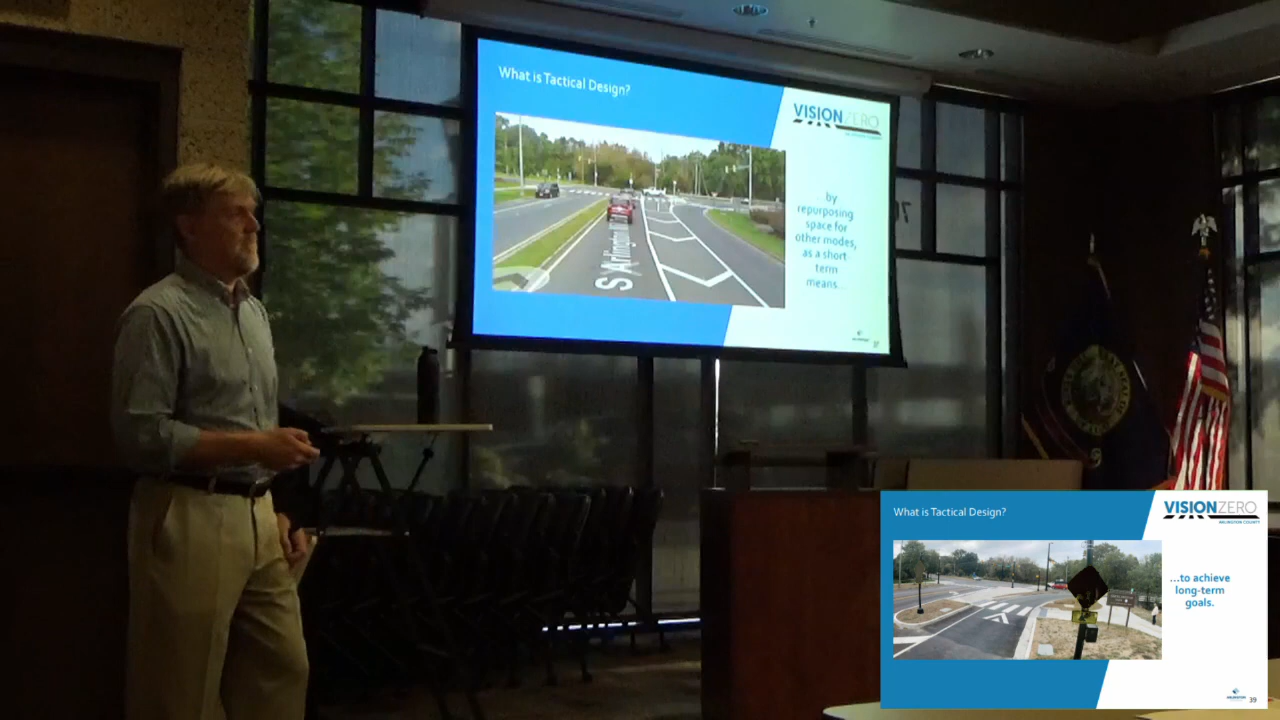 What is Tactical Design?
VISIONZERO
...by
repurposing
space for
other modes,
as a short-
term
means...
S Arlington
What is Tactical Design?
VISIONZERO
ARLINGTON COUNTY
...to achieve
long-term
goals.
ARLINGTON
39